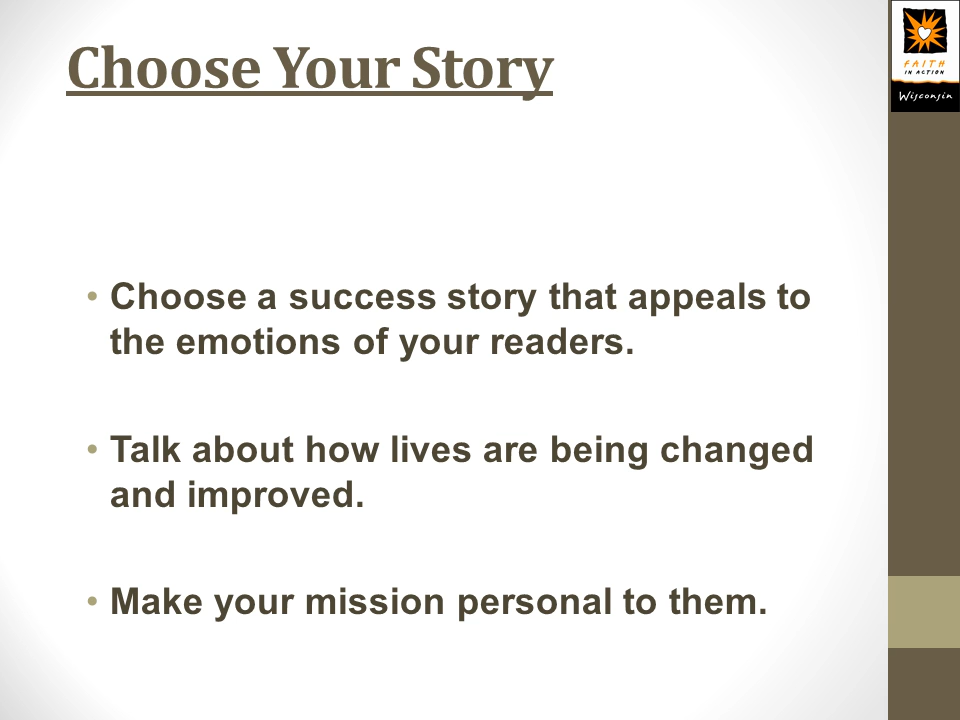 Choose Your Story
FAITH
IN ACTION
Wisconsin
• Choose a success story that appeals to
the emotions of your readers.
• Talk about how lives are being changed
and improved.
• Make your mission personal to them.